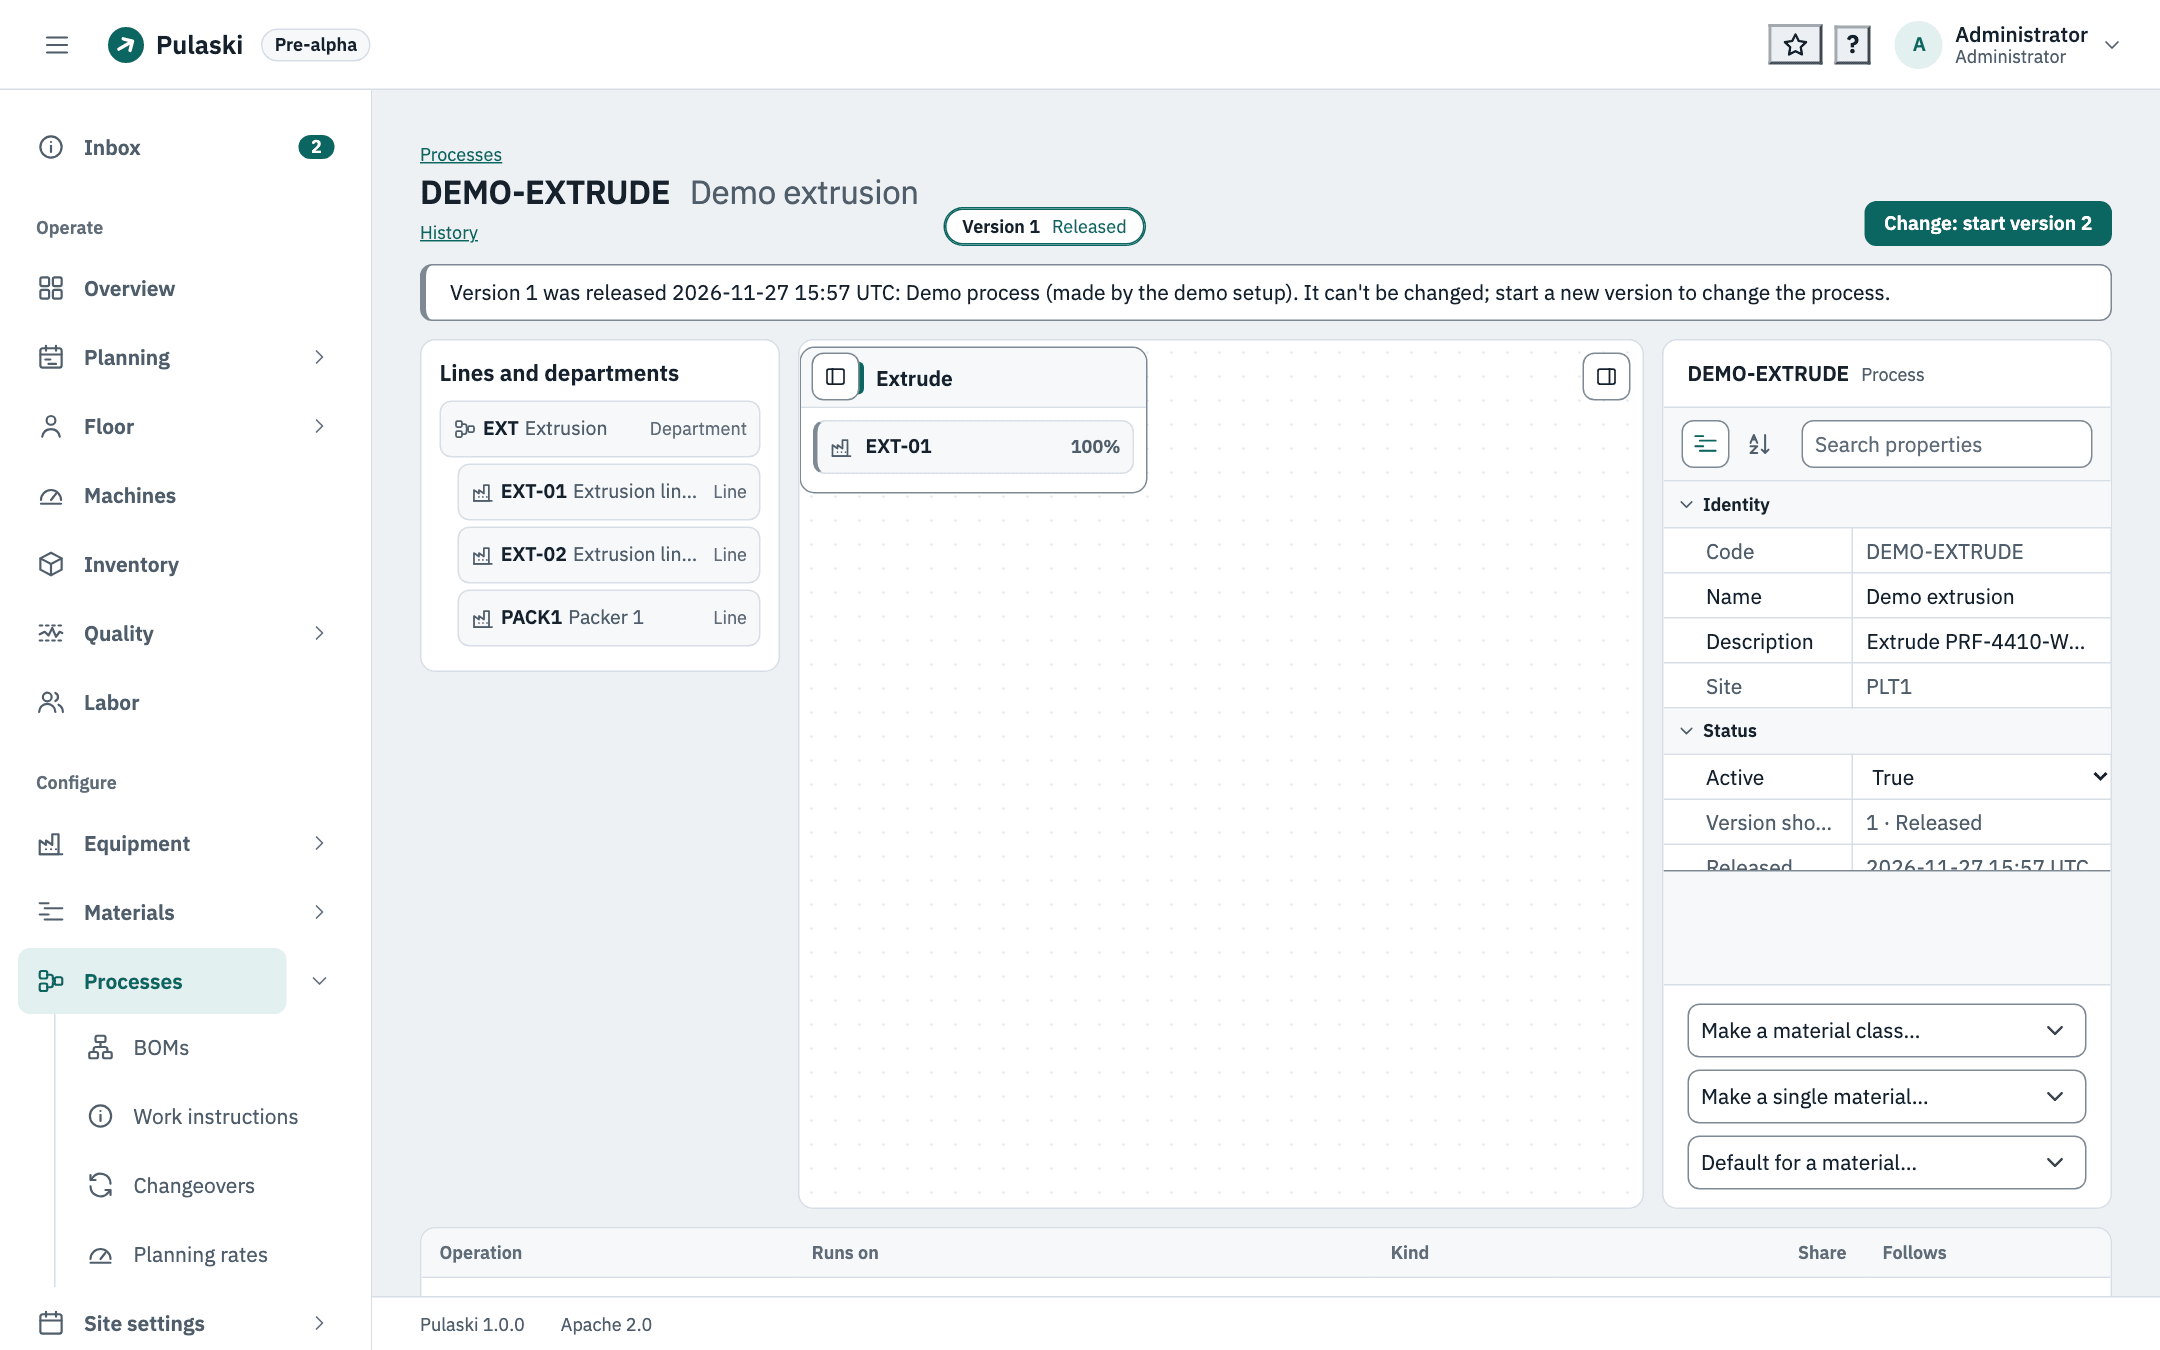 Pulaski Pre-alpha
?
A
Administrator
Administrator
Inbox 2
Operate
Overview
Planning
Floor
Machines
Inventory
Quality
Labor
Configure
Equipment
Materials
Processes
BOMs
Work instructions
Changeovers
Planning rates
Site settings
Processes
DEMO-EXTRUDE Demo extrusion
History
Version 1 Released
Change: start version 2
Version 1 was released 2026-11-27 15:57 UTC: Demo process (made by the demo setup). It can't be changed; start a new version to change the process.
Lines and departments
EXT Extrusion Department
EXT-01 Extrusion lin... Line
EXT-02 Extrusion lin... Line
PACK1 Packer 1 Line
Extrude
EXT-01 100%
DEMO-EXTRUDE Process
Search properties
Identity
Code DEMO-EXTRUDE
Name Demo extrusion
Description Extrude PRF-4410-W...
Site PLT1
Status
Active True
Version sho... 1 · Released
Released 2026-11-27 15:57 UTC
Make a material class...
Make a single material...
Default for a material...
Operation Runs on Kind Share Follows
Pulaski 1.0.0 Apache 2.0